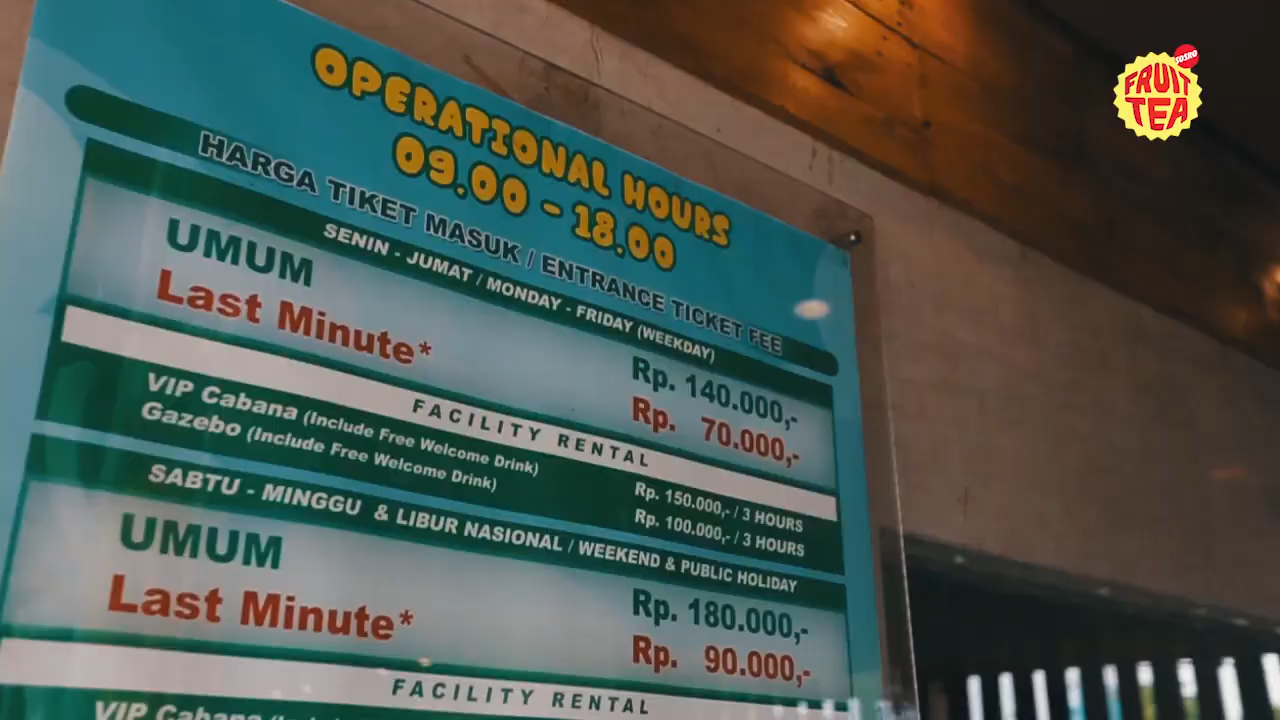 SOSRO
FRUIT
TEA
OPERATIONAL HOURS
09.00 - 18.00
HARGA TIKET MASUK / ENTRANCE TICKET FEE
SENIN - JUMAT / MONDAY - FRIDAY (WEEKDAY)
UMUM Rp. 140.000,-
Last Minute* Rp. 70.000,-
FACILITY RENTAL
VIP Cabana (Include Free Welcome Drink) Rp. 150.000,- / 3 HOURS
Gazebo (Include Free Welcome Drink) Rp. 100.000,- / 3 HOURS
SABTU - MINGGU & LIBUR NASIONAL / WEEKEND & PUBLIC HOLIDAY
UMUM Rp. 180.000,-
Last Minute* Rp. 90.000,-
FACILITY RENTAL
VIP Cabana